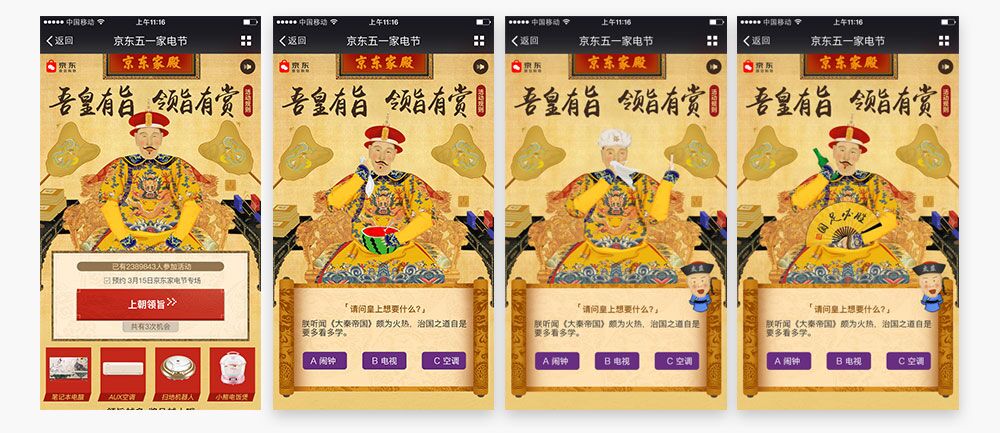 中国移动
上午11:16
返回
京东五一家电节
京东
京东家殿
吾皇有旨 领旨有赏
活动规则
已有2389843人参加活动
预约 3月15日京东家电节专场
上朝领旨
共有3次机会
笔记本电脑
AUX空调
扫地机器人
小熊电饭煲
中国移动
上午11:16
返回
京东五一家电节
京东
京东家殿
吾皇有旨 领旨有赏
活动规则
「请问皇上想要什么?」
朕听闻《大秦帝国》颇为火热，治国之道自是
要多看多学。
A 闹钟
B 电视
C 空调
中国移动
上午11:16
返回
京东五一家电节
京东
京东家殿
吾皇有旨 领旨有赏
活动规则
「请问皇上想要什么?」
朕听闻《大秦帝国》颇为火热，治国之道自是
要多看多学。
A 闹钟
B 电视
C 空调
中国移动
上午11:16
返回
京东五一家电节
京东
京东家殿
吾皇有旨 领旨有赏
活动规则
「请问皇上想要什么?」
朕听闻《大秦帝国》颇为火热，治国之道自是
要多看多学。
A 闹钟
B 电视
C 空调